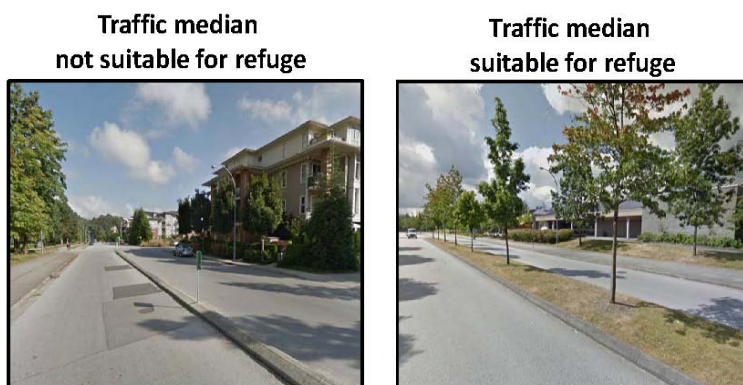 Traffic median
not suitable for refuge
Traffic median
suitable for refuge